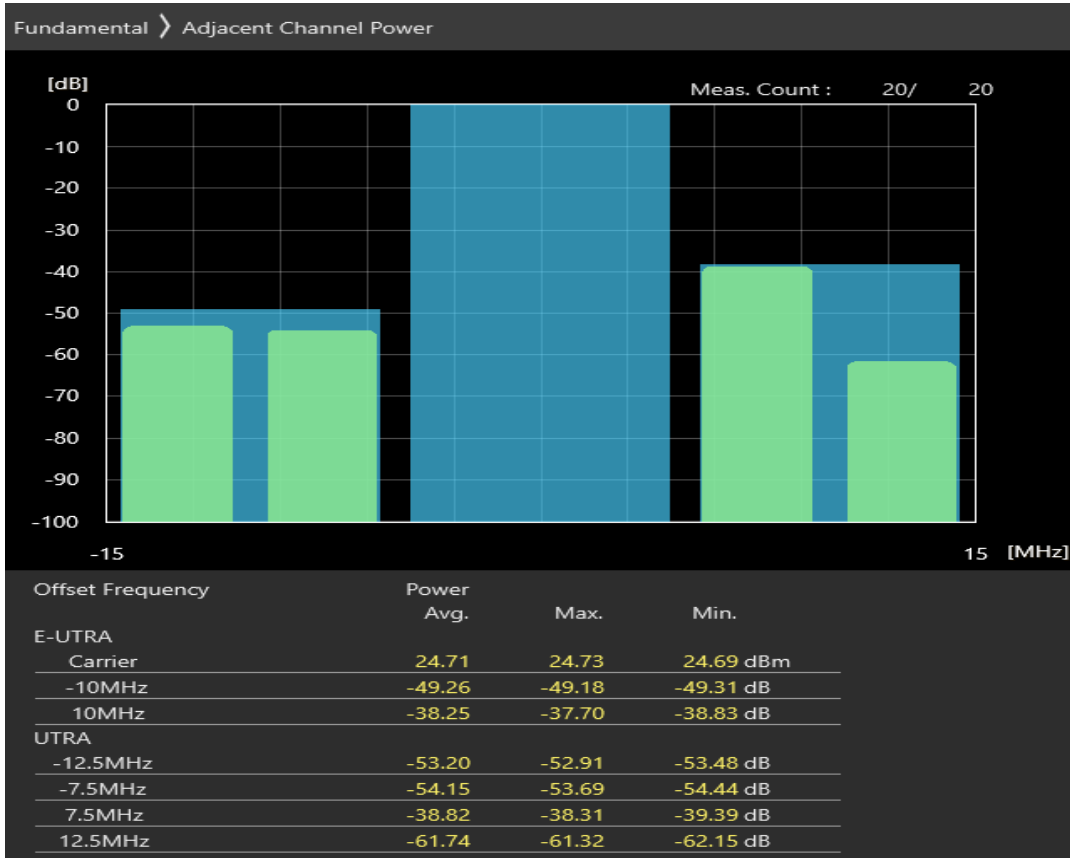 Fundamental ❯ Adjacent Channel Power
[dB]
Meas. Count : 20/ 20
0
-10
-20
-30
-40
-50
-60
-70
-80
-90
-100
-15 15 [MHz]
Offset Frequency Power
Avg. Max. Min.
E-UTRA
Carrier 24.71 24.73 24.69 dBm
-10MHz -49.26 -49.18 -49.31 dB
10MHz -38.25 -37.70 -38.83 dB
UTRA
-12.5MHz -53.20 -52.91 -53.48 dB
-7.5MHz -54.15 -53.69 -54.44 dB
7.5MHz -38.82 -38.31 -39.39 dB
12.5MHz -61.74 -61.32 -62.15 dB